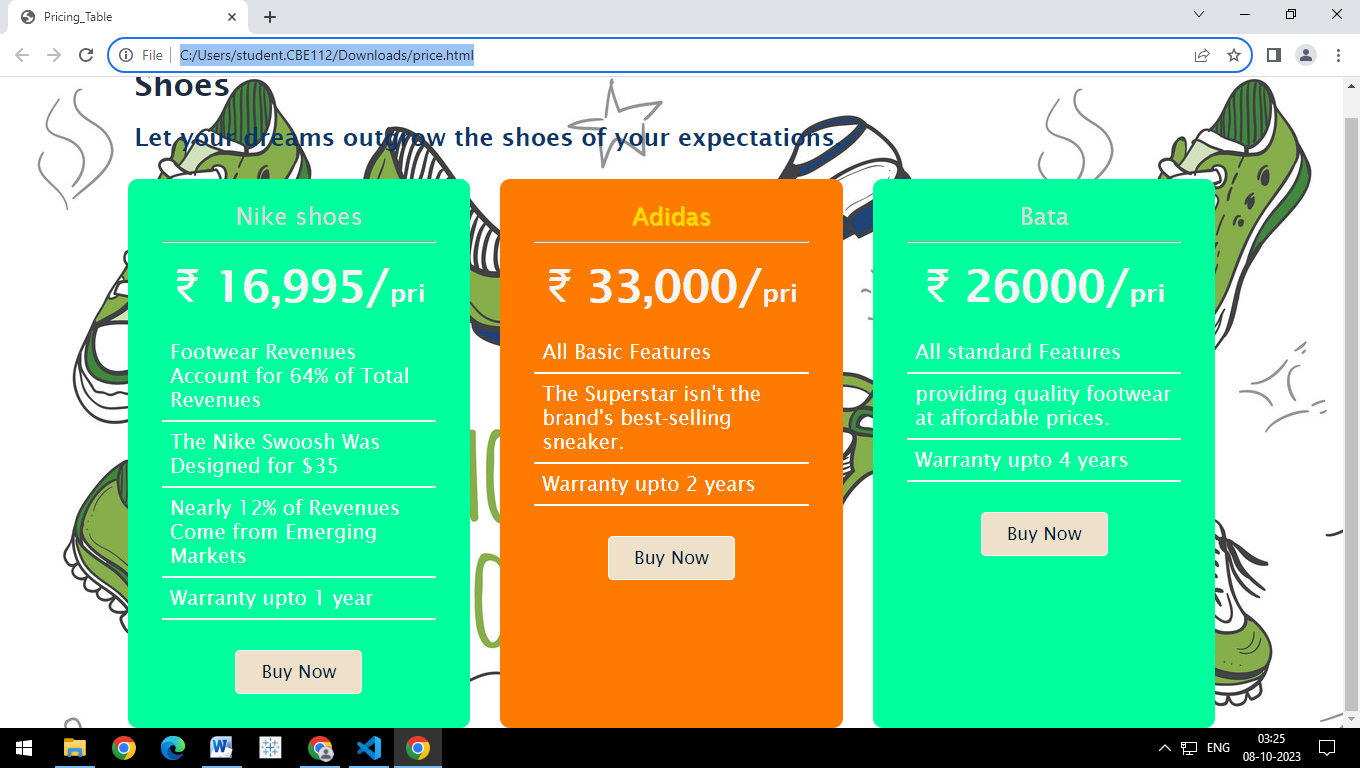 Pricing_Table
File
C:/Users/student.CBE112/Downloads/price.html
Shoes
Let your dreams outgrow the shoes of your expectations.
Nike shoes
₹ 16,995/pri
Footwear Revenues
Account for 64% of Total
Revenues
The Nike Swoosh Was
Designed for $35
Nearly 12% of Revenues
Come from Emerging
Markets
Warranty upto 1 year
Buy Now
Adidas
₹ 33,000/pri
All Basic Features
The Superstar isn't the
brand's best-selling
sneaker.
Warranty upto 2 years
Buy Now
Bata
₹ 26000/pri
All standard Features
providing quality footwear
at affordable prices.
Warranty upto 4 years
Buy Now
ENG
03:25
08-10-2023